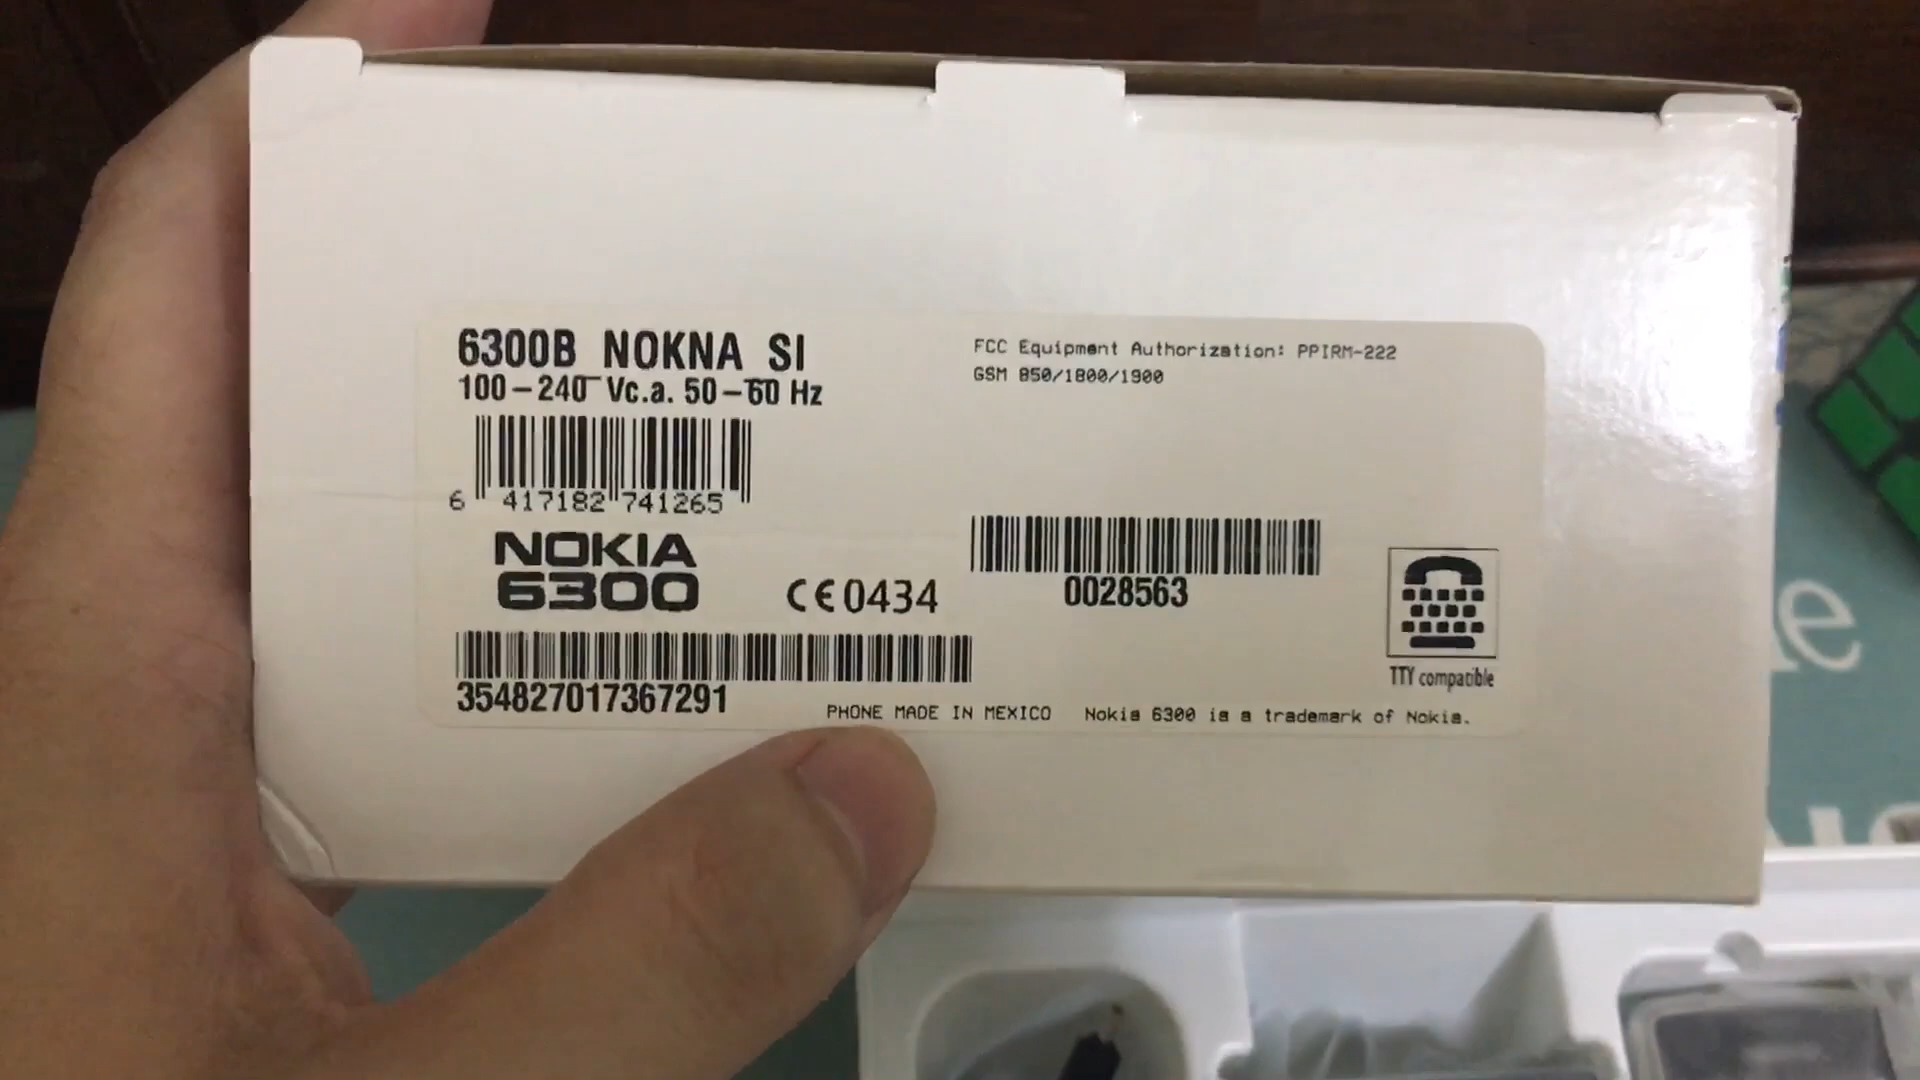 6300B NOKNA SI
100-240 Vc.a. 50-60 Hz
6 417182 741265
NOKIA
6300
CE0434
354827017367291
FCC Equipment Authorization: PPIRM-222
GSM 850/1800/1900
0028563
TTY compatible
PHONE MADE IN MEXICO Nokia 6300 is a trademark of Nokia.